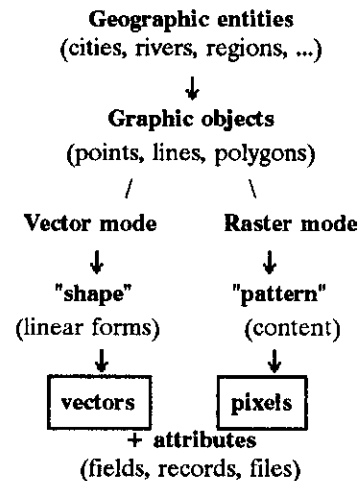 Geographic entities
(cities, rivers, regions, ...)
Graphic objects
(points, lines, polygons)
Vector mode Raster mode
"shape" "pattern"
(linear forms) (content)
vectors pixels
+ attributes
(fields, records, files)